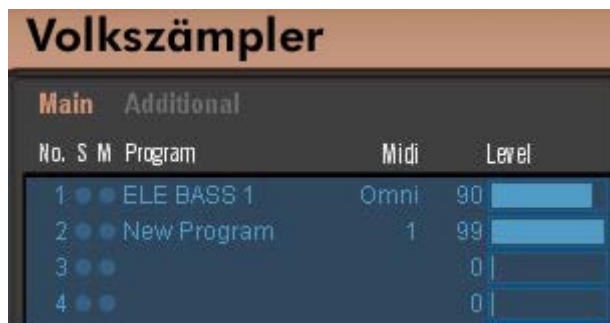 Volkszämpler
Main Additional
No. S M Program Midi Level
1 ELE BASS 1 Omni 90
2 New Program 1 99
3 0
4 0